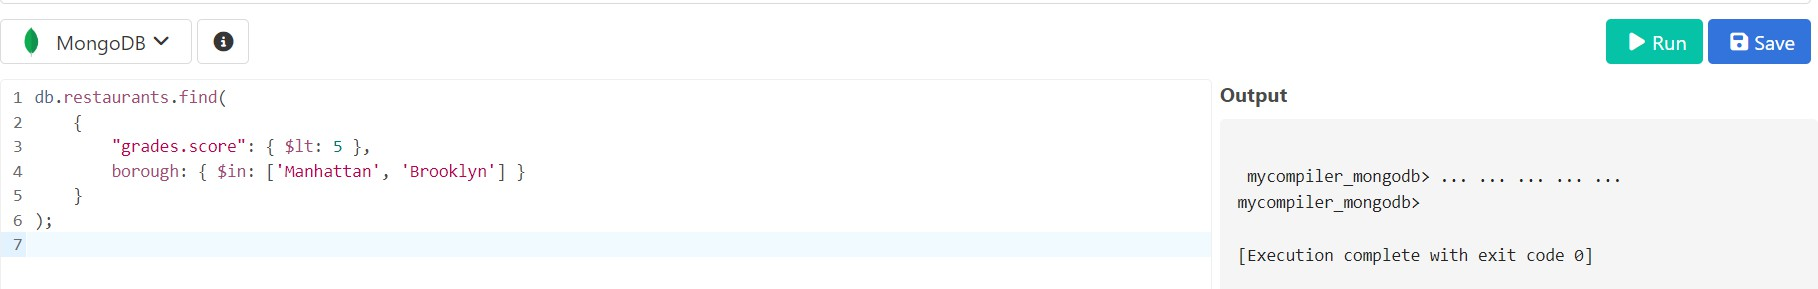 MongoDB
Run
Save
1 db.restaurants.find(
2 {
3 "grades.score": { $lt: 5 },
4 borough: { $in: ['Manhattan', 'Brooklyn'] }
5 }
6 );
7
Output
mycompiler_mongodb> ... ... ... ... ...
mycompiler_mongodb>
[Execution complete with exit code 0]